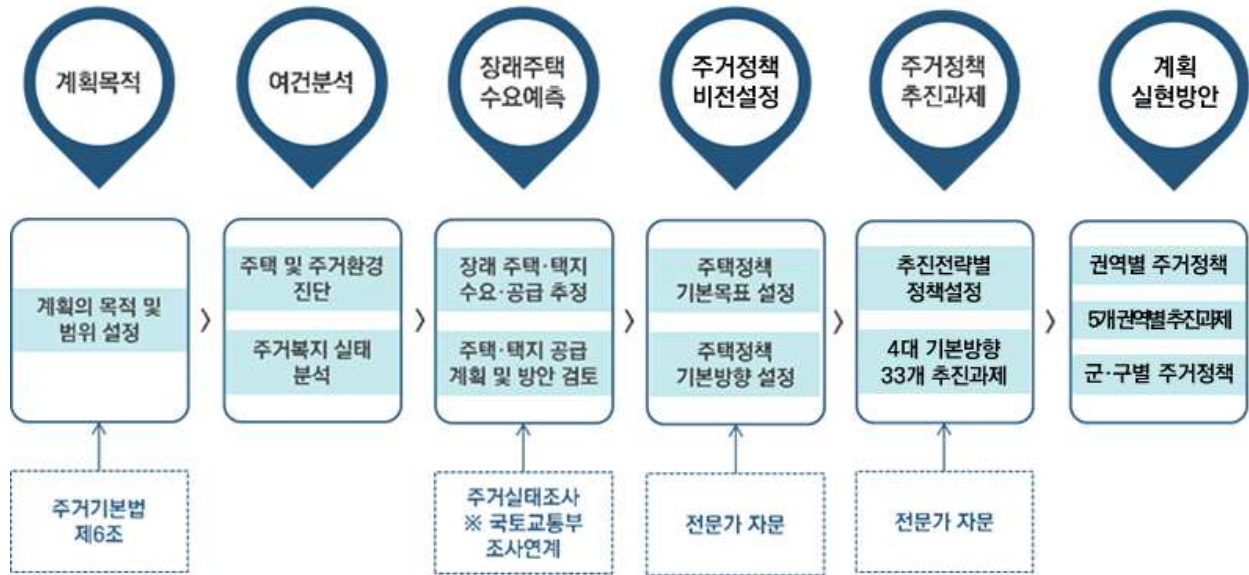 계획목적
여건분석
장래주택
수요예측
주거정책
비전설정
주거정책
추진과제
계획
실현방안
계획의 목적 및
범위 설정
주택 및 주거환경
진단
주거복지 실태
분석
장래 주택·택지
수요·공급 추정
주택·택지 공급
계획 및 방안 검토
주택정책
기본목표 설정
주택정책
기본방향 설정
추진전략별
정책설정
4대 기본방향
33개 추진과제
권역별 주거정책
5개 권역별 추진과제
군·구별 주거정책
주거기본법
제6조
주거실태조사
※ 국토교통부
조사연계
전문가 자문
전문가 자문